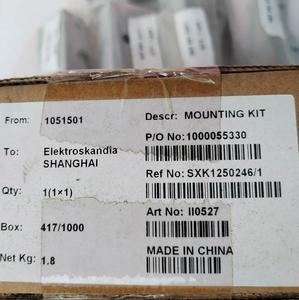 From: 1051501 Descr: MOUNTING KIT
P/O No:1000055330
To: Elektroskandia
SHANGHAI
Ref No: SXK1250246/1
Qty: 1(1×1)
Art No: II0527
Box: 417/1000
MADE IN CHINA
Net Kg: 1.8